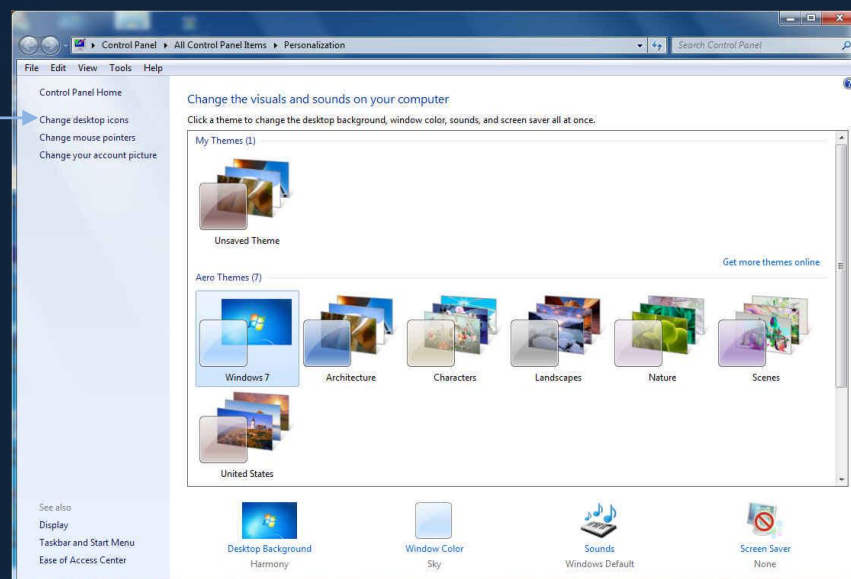 Control Panel ▸ All Control Panel Items ▸ Personalization
Search Control Panel
File Edit View Tools Help
Control Panel Home
Change desktop icons
Change mouse pointers
Change your account picture
Change the visuals and sounds on your computer
Click a theme to change the desktop background, window color, sounds, and screen saver all at once.
My Themes (1)
Unsaved Theme
Get more themes online
Aero Themes (7)
Windows 7 Architecture Characters Landscapes Nature Scenes
United States
See also
Display
Taskbar and Start Menu
Ease of Access Center
Desktop Background Window Color Sounds Screen Saver
Harmony Sky Windows Default None